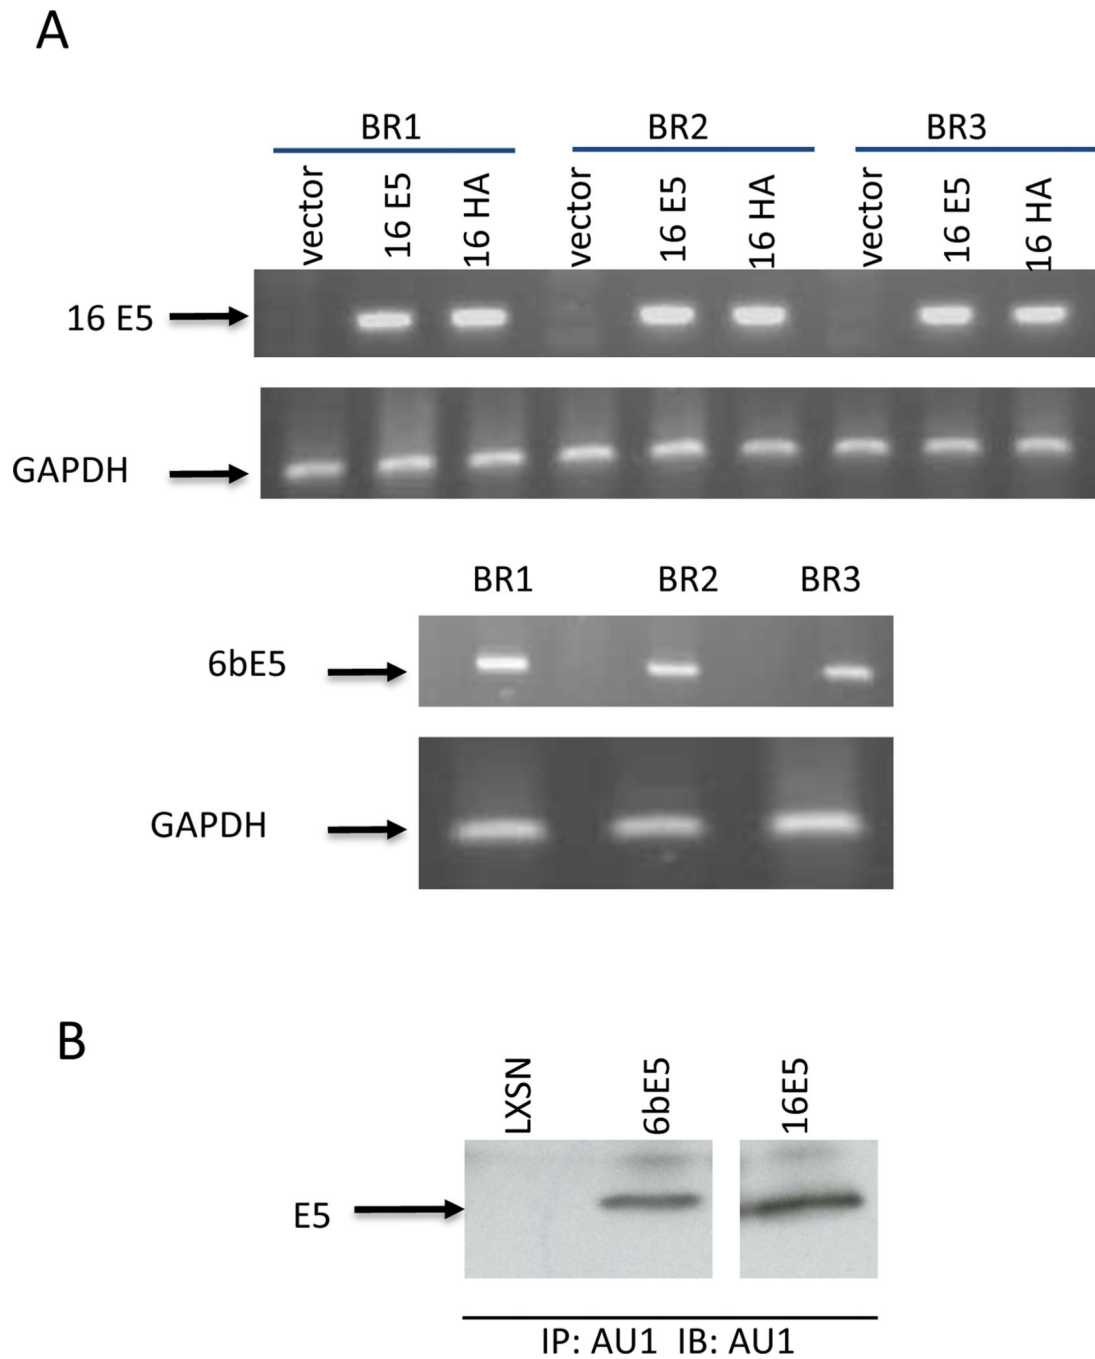 A
BR1 BR2 BR3
vector 16 E5 16 HA vector 16 E5 16 HA vector 16 E5 16 HA
16 E5
GAPDH
BR1 BR2 BR3
6bE5
GAPDH
B
LXSN 6bE5 16E5
E5
IP: AU1 IB: AU1